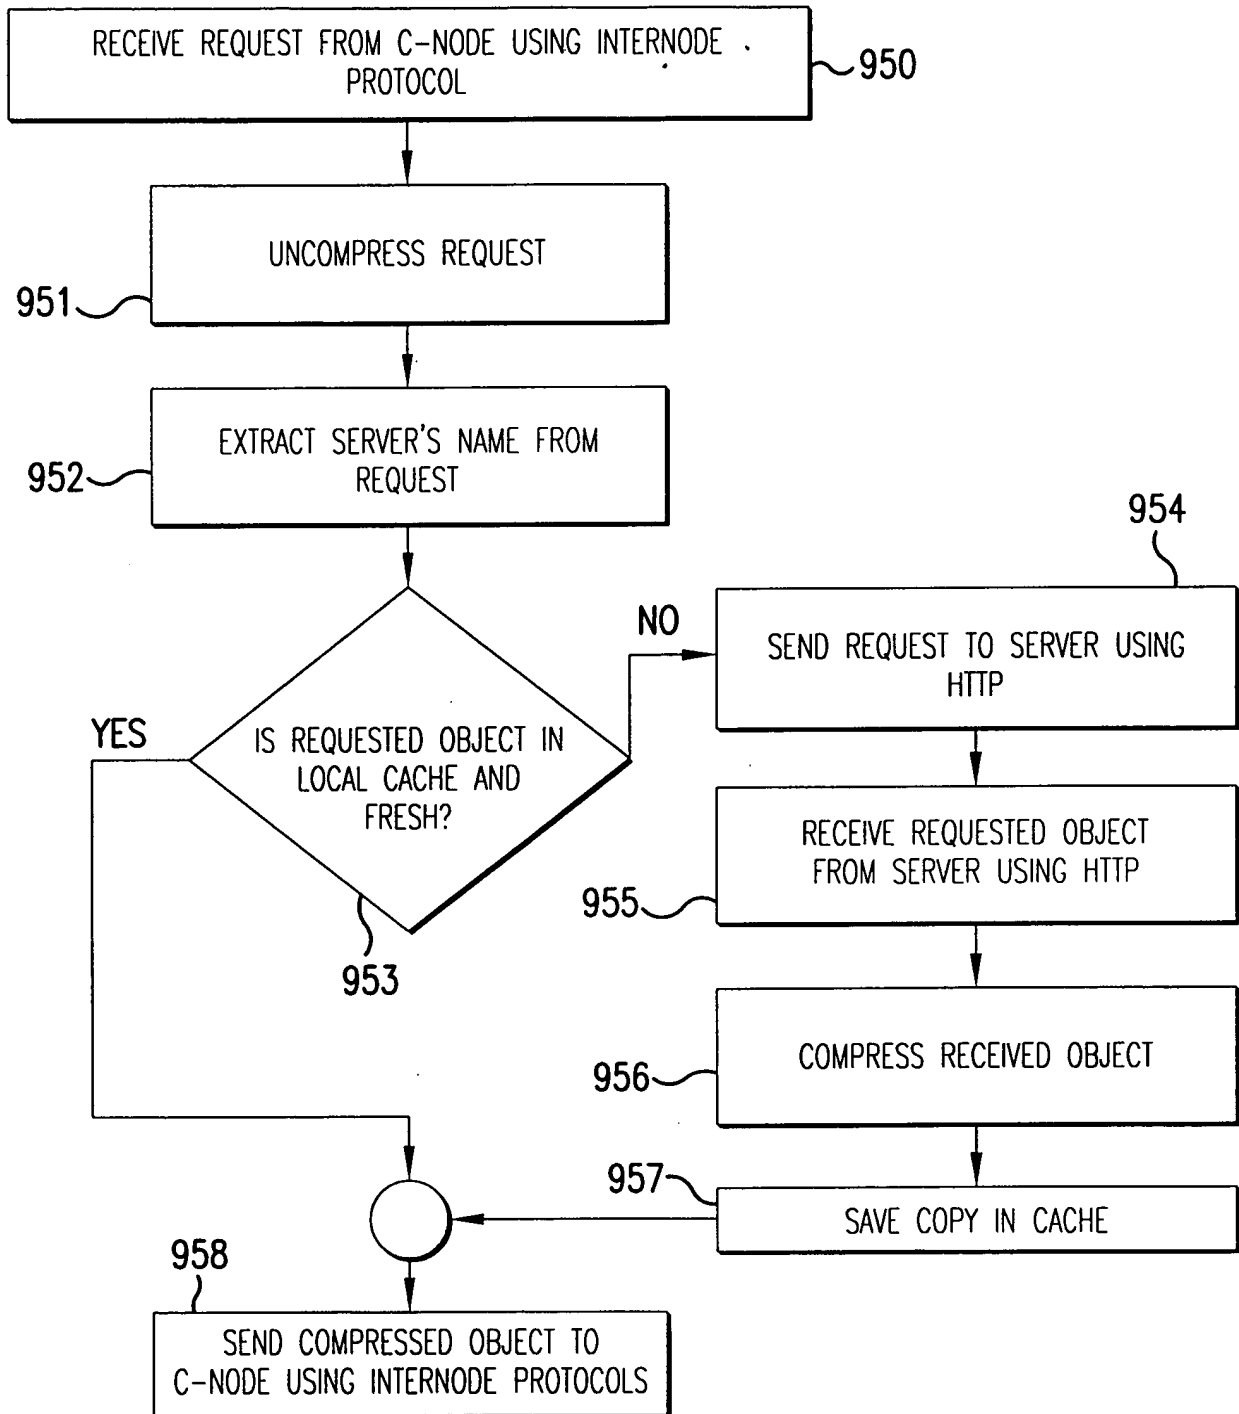 RECEIVE REQUEST FROM C-NODE USING INTERNODE
PROTOCOL
950
UNCOMPRESS REQUEST
951
EXTRACT SERVER'S NAME FROM
REQUEST
952
IS REQUESTED OBJECT IN
LOCAL CACHE AND
FRESH?
953
YES
NO
954
SEND REQUEST TO SERVER USING
HTTP
RECEIVE REQUESTED OBJECT
FROM SERVER USING HTTP
955
COMPRESS RECEIVED OBJECT
956
957
SAVE COPY IN CACHE
958
SEND COMPRESSED OBJECT TO
C-NODE USING INTERNODE PROTOCOLS